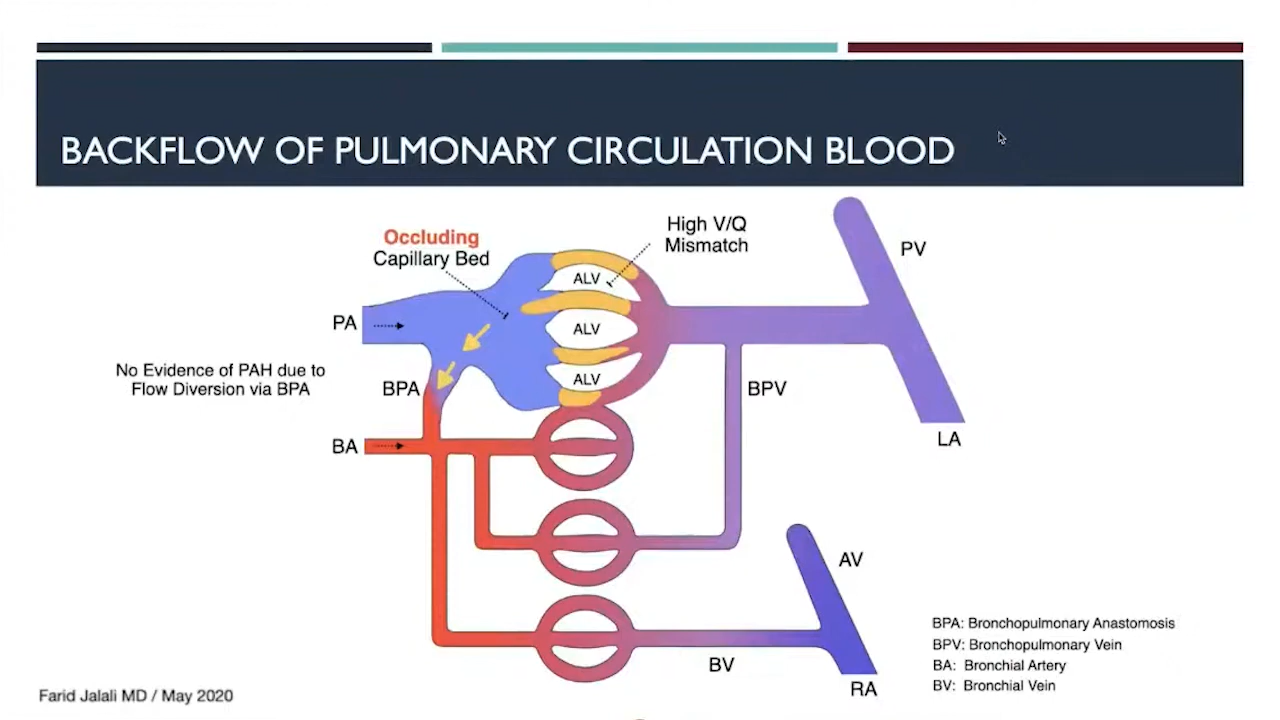 BACKFLOW OF PULMONARY CIRCULATION BLOOD
Occluding
Capillary Bed
High V/Q
Mismatch
PV
ALV
PA
ALV
No Evidence of PAH due to
Flow Diversion via BPA
BPA
ALV
BPV
BA
LA
AV
BV
RA
BPA: Bronchopulmonary Anastomosis
BPV: Bronchopulmonary Vein
BA: Bronchial Artery
BV: Bronchial Vein
Farid Jalali MD / May 2020